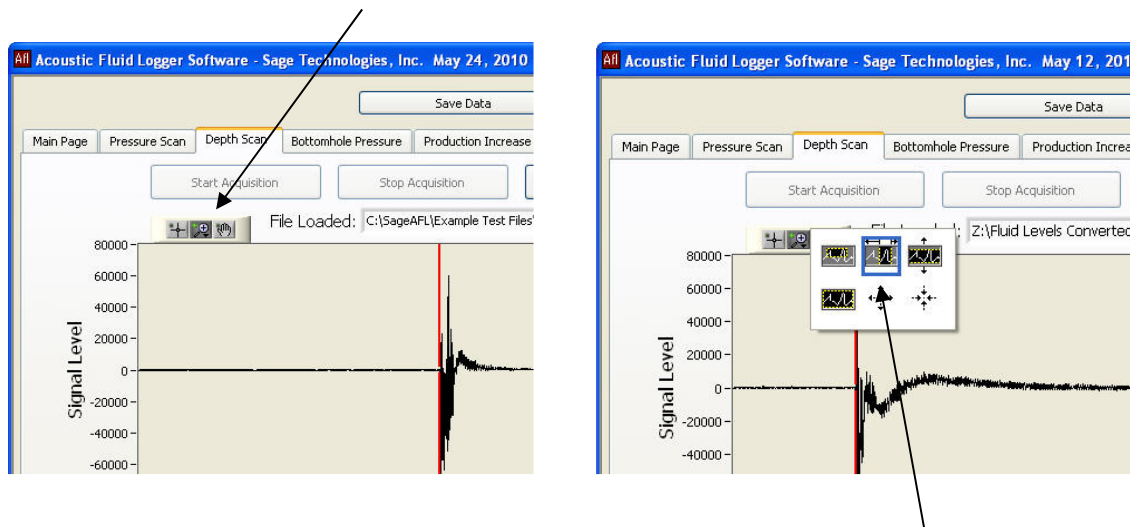 Afl Acoustic Fluid Logger Software - Sage Technologies, Inc. May 24, 2010
Save Data
Main Page Pressure Scan Depth Scan Bottomhole Pressure Production Increase
Start Acquisition Stop Acquisition
File Loaded: C:\SageAFL\Example Test Files\
80000
60000
40000
20000
0
-20000
-40000
-60000
Signal Level
Afl Acoustic Fluid Logger Software - Sage Technologies, Inc. May 12, 201
Save Data
Main Page Pressure Scan Depth Scan Bottomhole Pressure Production Increa
Start Acquisition Stop Acquisition
Z:\Fluid Levels Converted
80000
60000
40000
20000
0
-20000
-40000
Signal Level